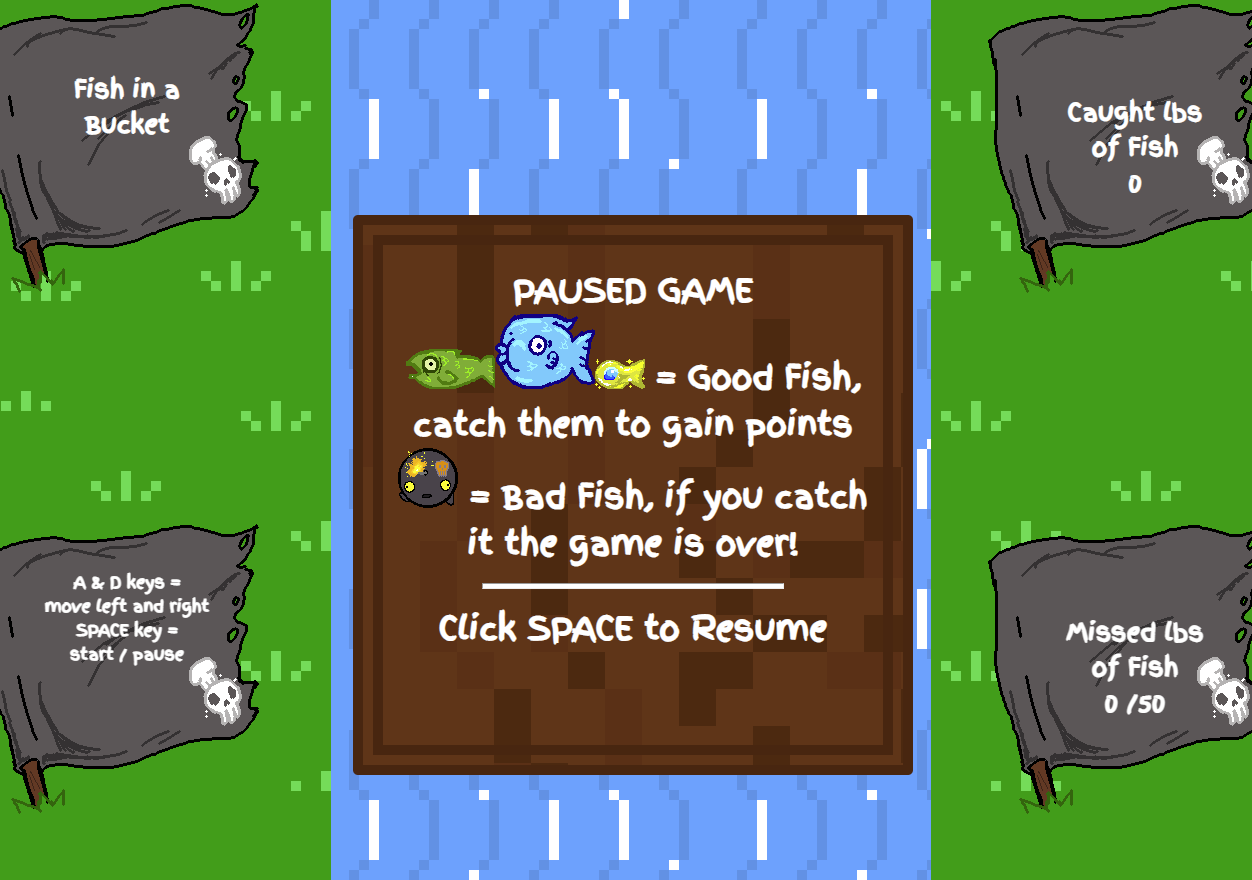 Fish in a
Bucket
Caught lbs
of Fish
0
PAUSED GAME
= Good Fish,
catch them to gain points
= Bad Fish, if you catch
it the game is over!
Click SPACE to Resume
A & D keys =
move left and right
SPACE key =
start / pause
Missed lbs
of Fish
0 /50